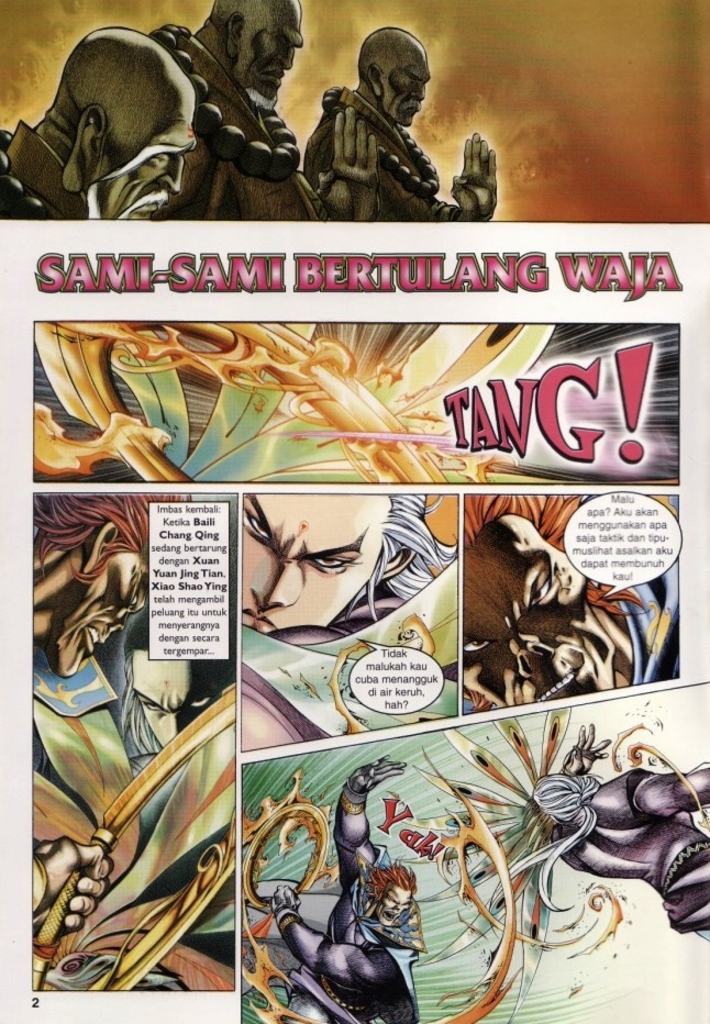 SAMI-SAMI BERTULANG WAJA
TANG!
Imbas kembali:
Ketika Baili
Chang Qing
sedang bertarung
dengan Xuan
Yuan Jing Tian,
Xiao Shao Ying
telah mengambil
peluang itu untuk
menyerangnya
dengan secara
tergempar...
Tidak
malukah kau
cuba menangguk
di air keruh,
hah?
Malu
apa? Aku akan
menggunakan apa
saja taktik dan tipu-
muslihat asalkan aku
dapat membunuh
kau!
Yah!
2